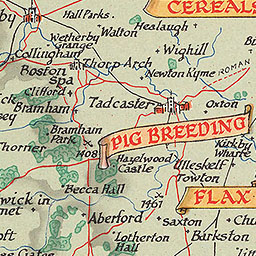 CEREALS
Hall Parks.
Healaugh
Wetherby
Grange
Walton
Collingham
Wighill
Boston
Spa
Thorp Arch
Newton Kyme
ROMAN
Clifford
Bramham
Tadcaster
Oxton
PIG BREEDING
Bramham
Park
Thorner
1408
Hazelwood
Castle
Kirkby
Wharfe
Ulleskelf
Towton
Becca Hall
FLAX
1461
Aberford
Saxton
Lotherton
Hall
Barkston